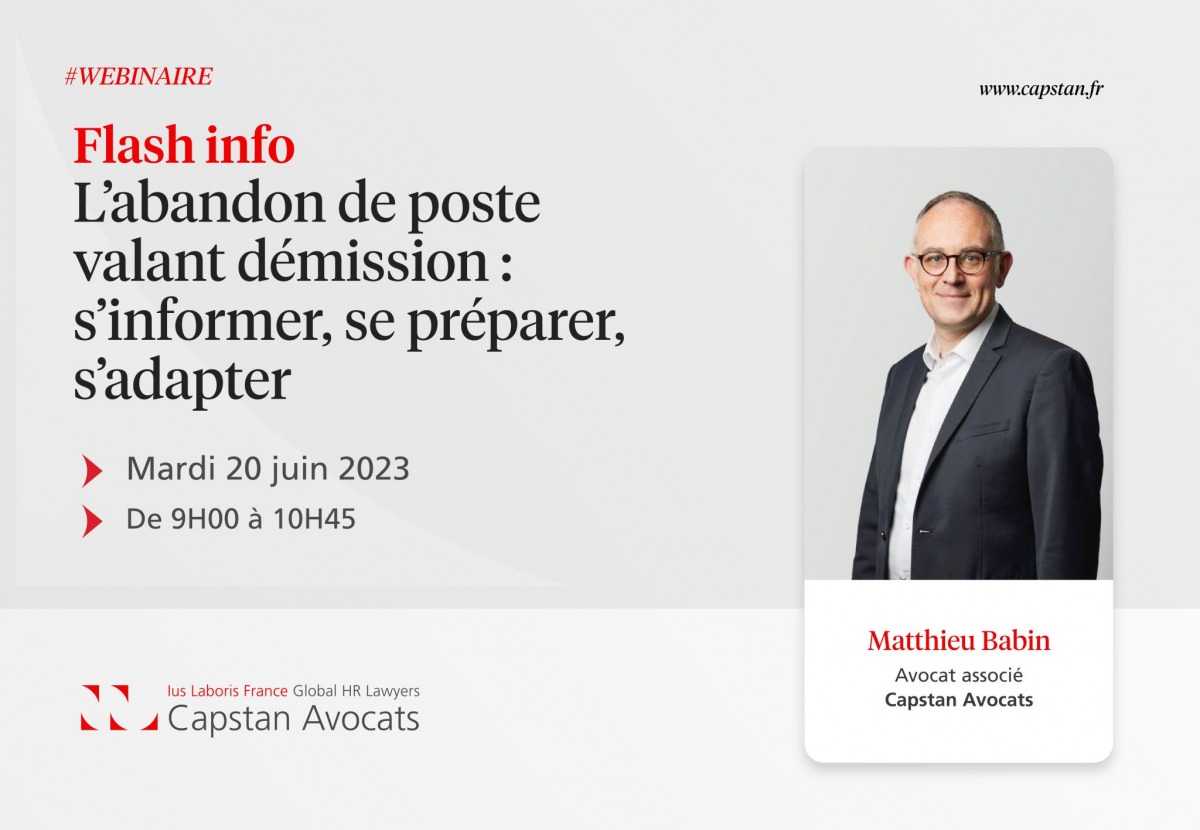 #WEBINAIRE
www.capstan.fr
Flash info
L’abandon de poste
valant démission :
s’informer, se préparer,
s’adapter
Mardi 20 juin 2023
De 9H00 à 10H45
Matthieu Babin
Avocat associé
Capstan Avocats
Ius Laboris France Global HR Lawyers
Capstan Avocats